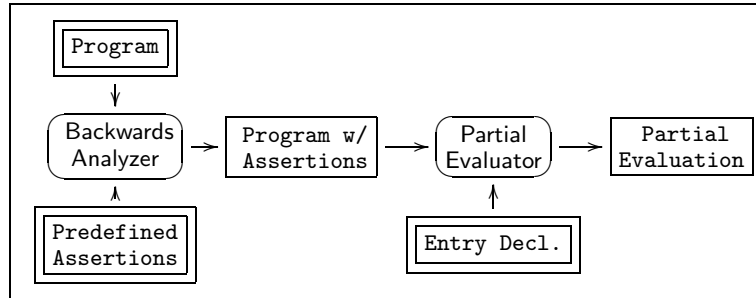 Program
Backwards
Analyzer
Program w/
Assertions
Partial
Evaluator
Partial
Evaluation
Predefined
Assertions
Entry Decl.